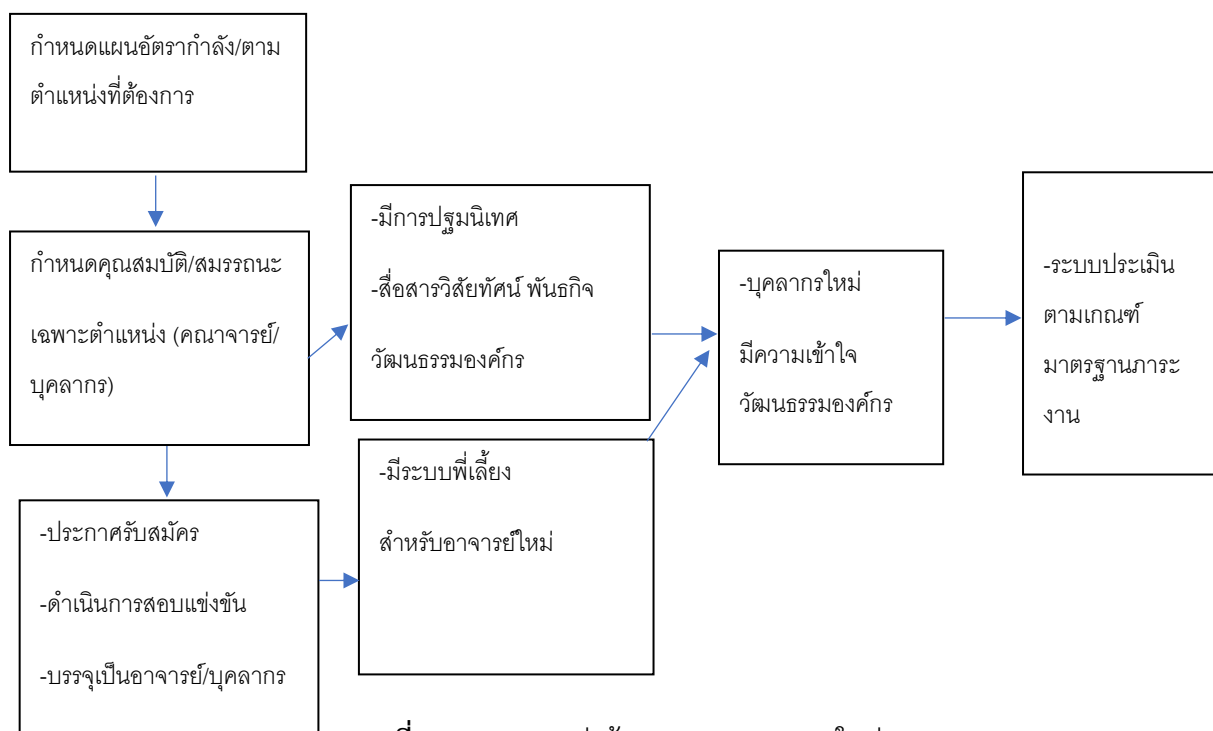 กำหนดแผนอัตรากำลัง/ตาม
ตำแหน่งที่ต้องการ
กำหนดคุณสมบัติ/สมรรถนะ
เฉพาะตำแหน่ง (คณาจารย์/
บุคลากร)
-ประกาศรับสมัคร
-ดำเนินการสอบแข่งขัน
-บรรจุเป็นอาจารย์/บุคลากร
-มีการปฐมนิเทศ
-สื่อสารวิสัยทัศน์ พันธกิจ
วัฒนธรรมองค์กร
-มีระบบพี่เลี้ยง
สำหรับอาจารย์ใหม่
-บุคลากรใหม่
มีความเข้าใจ
วัฒนธรรมองค์กร
-ระบบประเมิน
ตามเกณฑ์
มาตรฐานภาระ
งาน